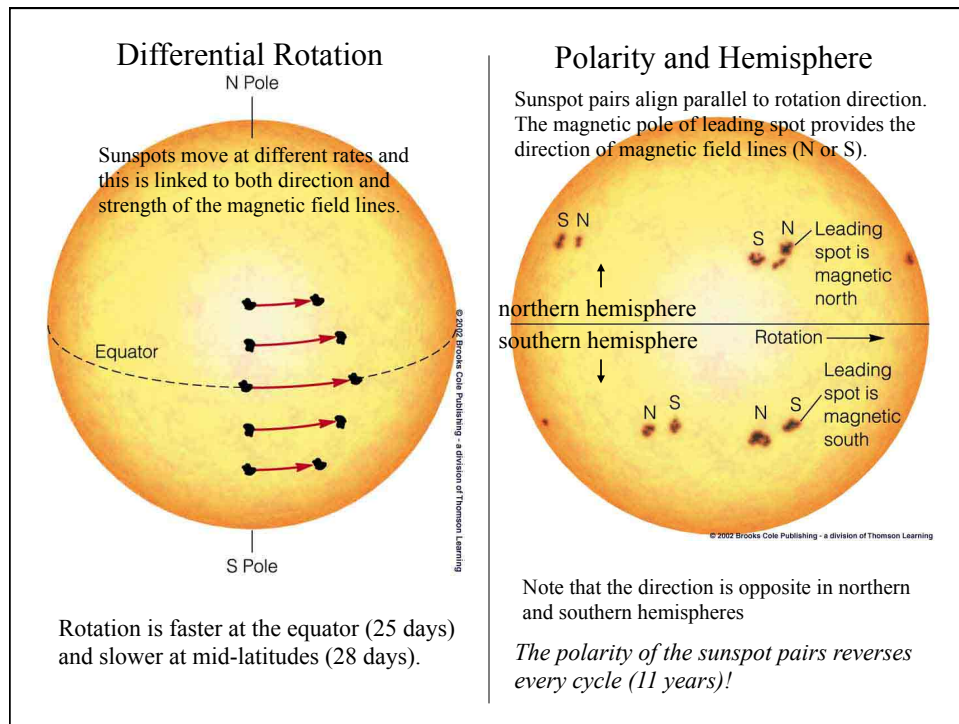 Differential Rotation
N Pole
Sunspots move at different rates and
this is linked to both direction and
strength of the magnetic field lines.
Equator
© 2002 Brooks Cole Publishing - a division of Thomson Learning
S Pole
Rotation is faster at the equator (25 days)
and slower at mid-latitudes (28 days).
Polarity and Hemisphere
Sunspot pairs align parallel to rotation direction.
The magnetic pole of leading spot provides the
direction of magnetic field lines (N or S).
S N
S N
Leading
spot is
magnetic
north
northern hemisphere
southern hemisphere
Rotation
N S
N S
Leading
spot is
magnetic
south
© 2002 Brooks Cole Publishing - a division of Thomson Learning
Note that the direction is opposite in northern
and southern hemispheres
The polarity of the sunspot pairs reverses
every cycle (11 years)!